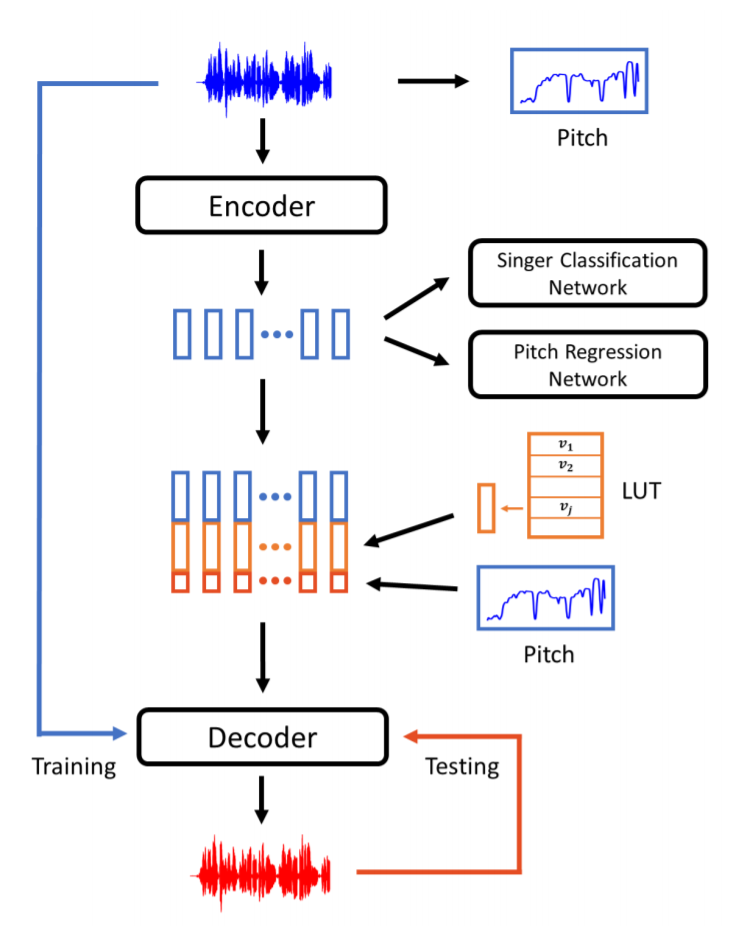 Pitch
Encoder
Singer Classification
Network
Pitch Regression
Network
v₁
v₂
LUT
vⱼ
Pitch
Decoder
Training
Testing